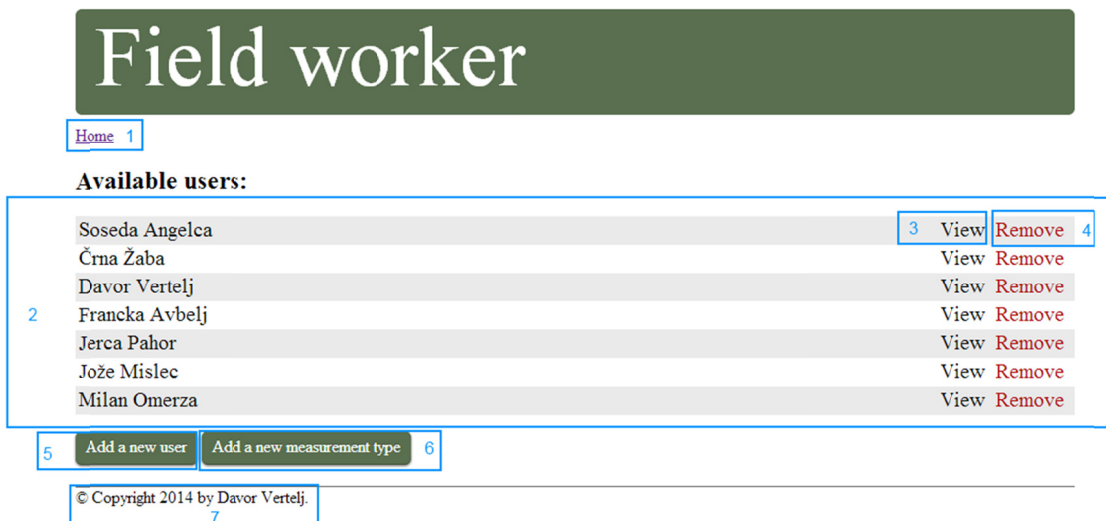 Field worker
Home 1
Available users:
Soseda Angelca 3 View Remove 4
Črna Žaba View Remove
Davor Vertelj View Remove
2 Francka Avbelj View Remove
Jerca Pahor View Remove
Jože Mislec View Remove
Milan Omerza View Remove
5 Add a new user Add a new measurement type 6
© Copyright 2014 by Davor Vertelj.
7